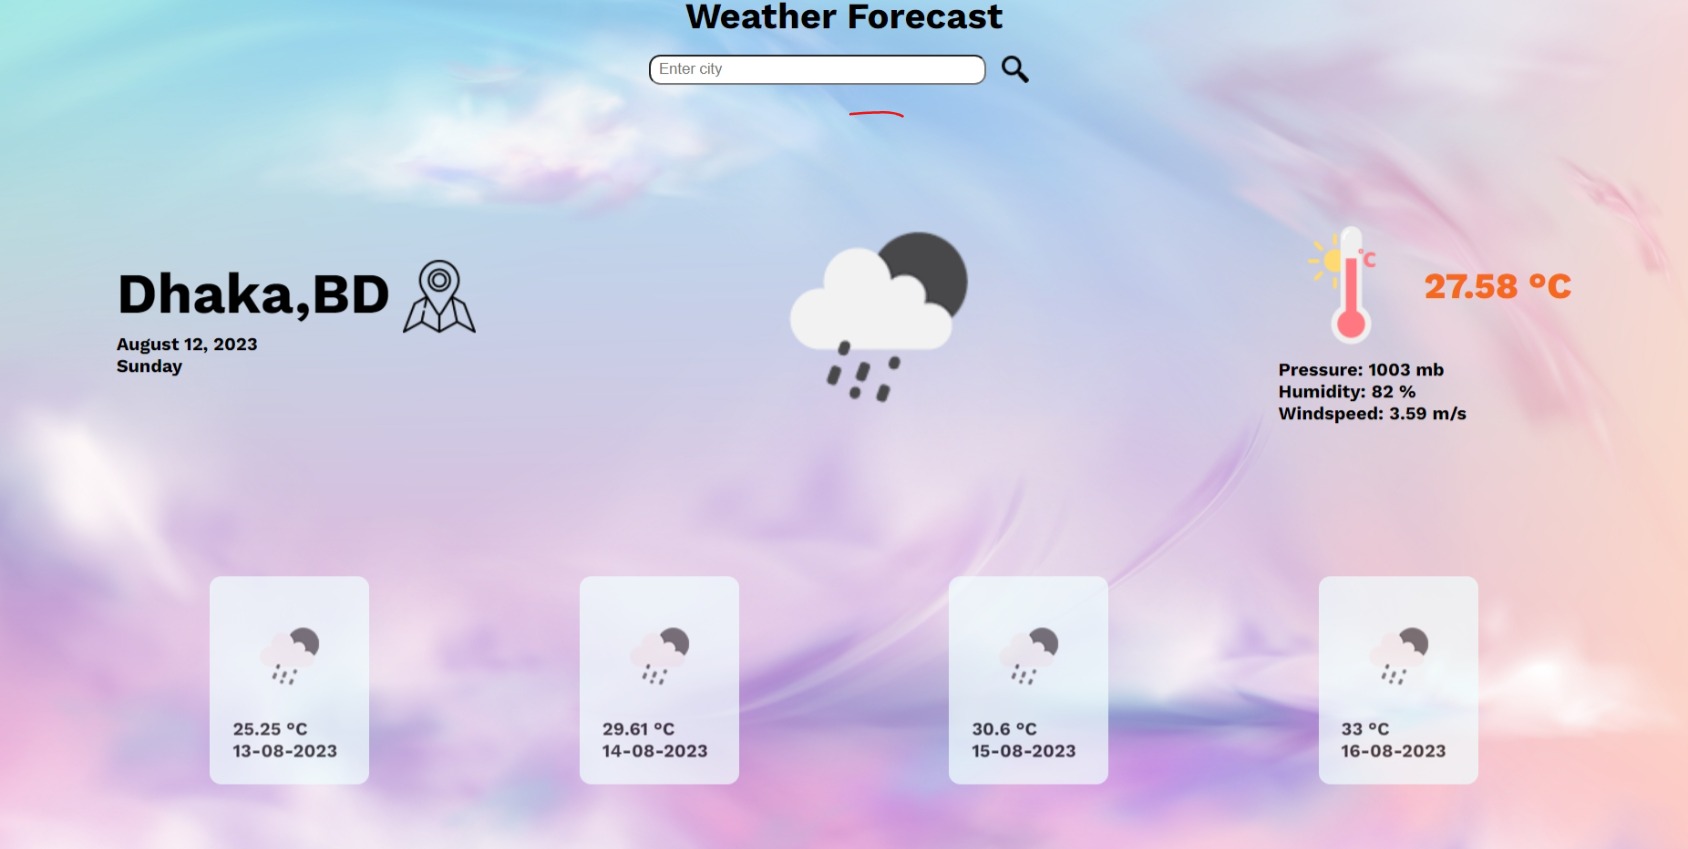 Weather Forecast
Enter city
°C
Dhaka,BD
27.58 °C
August 12, 2023
Sunday
Pressure: 1003 mb
Humidity: 82 %
Windspeed: 3.59 m/s
25.25 °C
13-08-2023
29.61 °C
14-08-2023
30.6 °C
15-08-2023
33 °C
16-08-2023